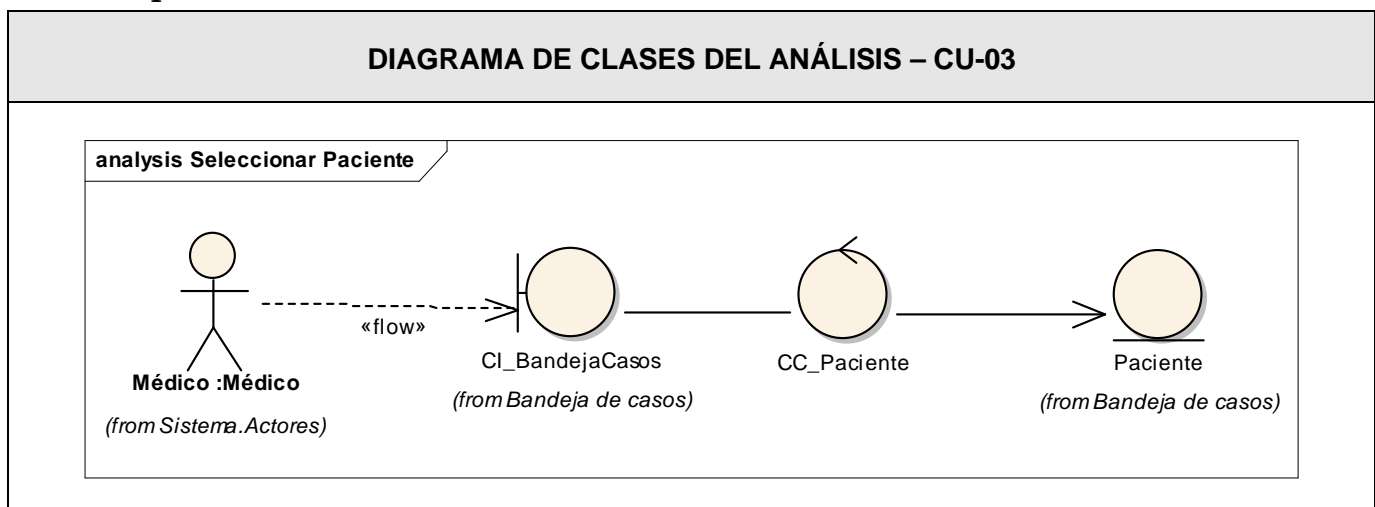 DIAGRAMA DE CLASES DEL ANÁLISIS – CU-03
analysis Seleccionar Paciente
«flow»
CI_BandejaCasos
CC_Paciente
Paciente
Médico :Médico
(from Bandeja de casos)
(from Bandeja de casos)
(from Sistema.Actores)